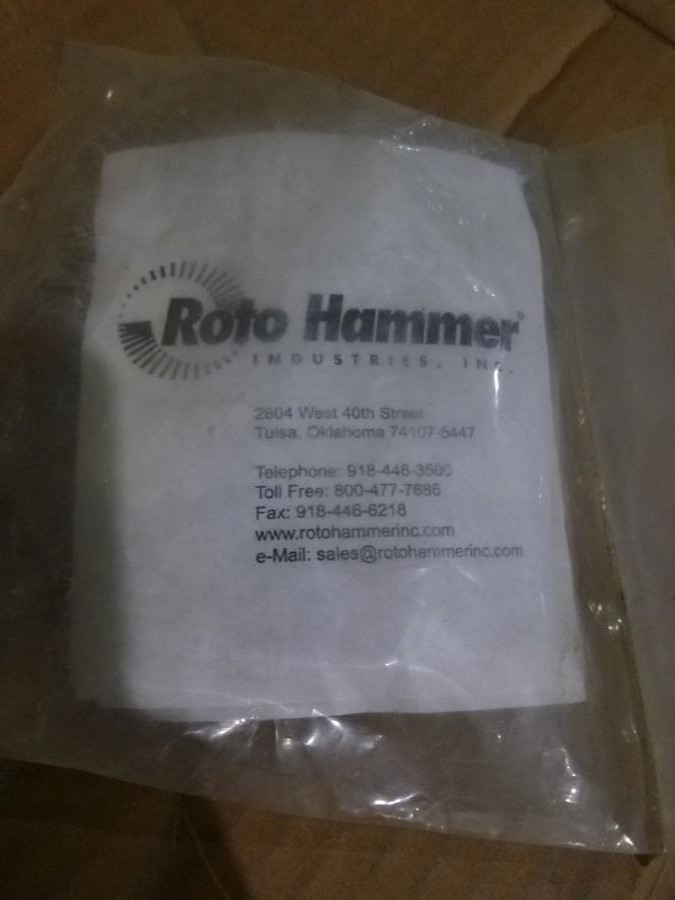 Roto Hammer®
INDUSTRIES, INC.
2804 West 40th Street
Tulsa, Oklahoma 74107-5447
Telephone: 918-446-3500
Toll Free: 800-477-7686
Fax: 918-446-6218
www.rotohammerinc.com
e-Mail: sales@rotohammerinc.com